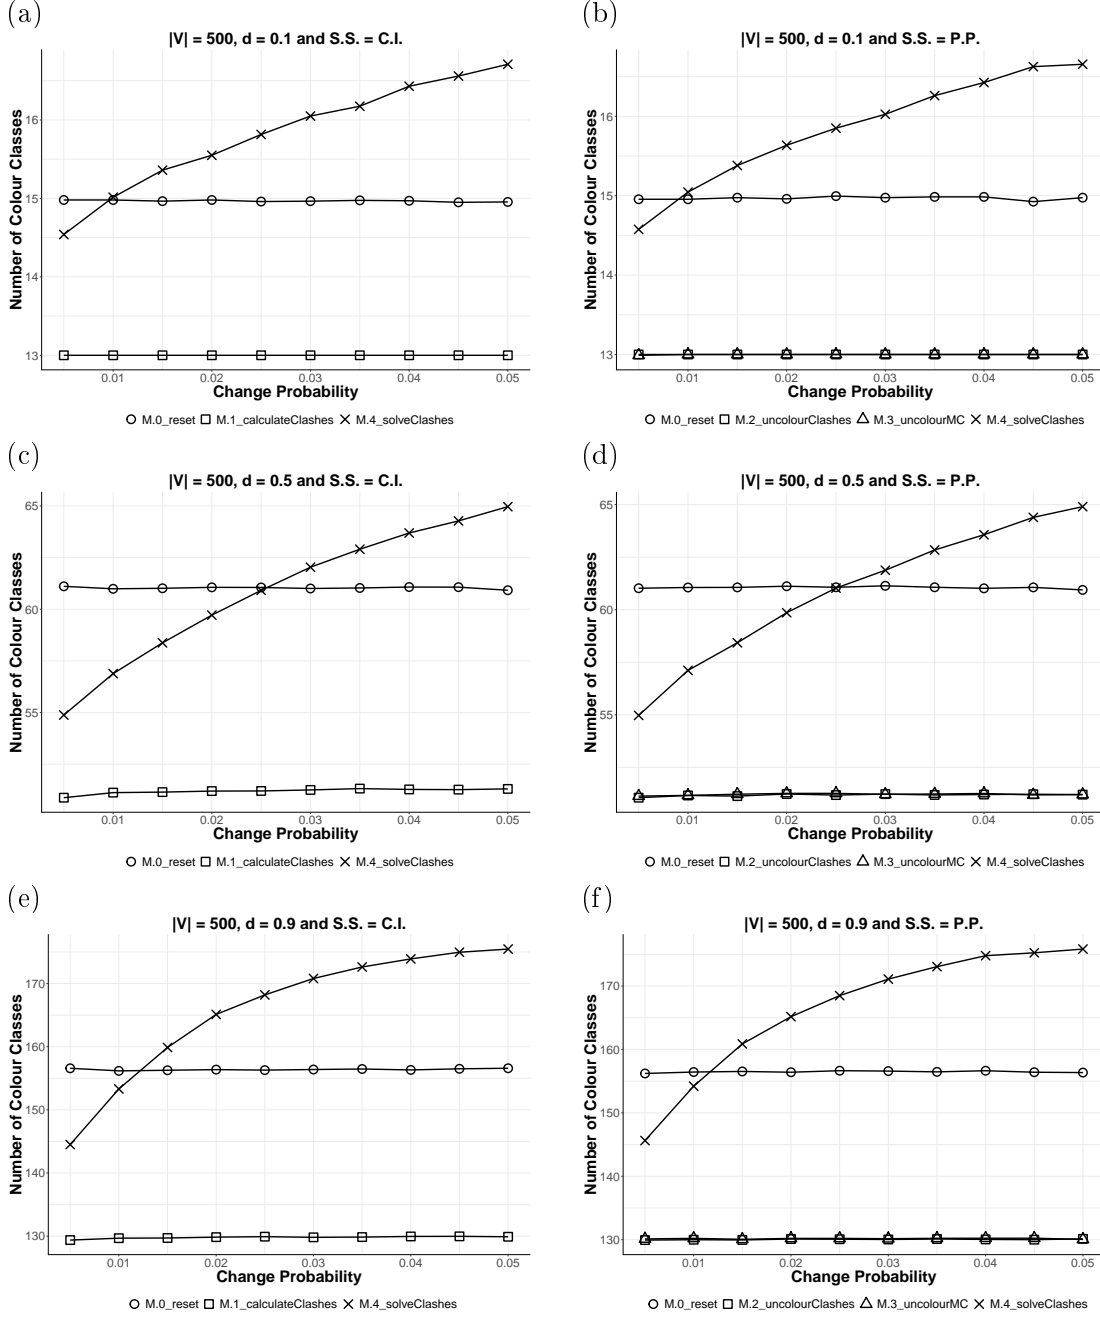 (a)
|V| = 500, d = 0.1 and S.S. = C.I.
Number of Colour Classes
16
15
14
13
0.01 0.02 0.03 0.04 0.05
Change Probability
M.0_reset M.1_calculateClashes M.4_solveClashes
(b)
|V| = 500, d = 0.1 and S.S. = P.P.
Number of Colour Classes
16
15
14
13
0.01 0.02 0.03 0.04 0.05
Change Probability
M.0_reset M.2_uncolourClashes M.3_uncolourMC M.4_solveClashes
(c)
|V| = 500, d = 0.5 and S.S. = C.I.
Number of Colour Classes
65
60
55
0.01 0.02 0.03 0.04 0.05
Change Probability
M.0_reset M.1_calculateClashes M.4_solveClashes
(d)
|V| = 500, d = 0.5 and S.S. = P.P.
Number of Colour Classes
65
60
55
0.01 0.02 0.03 0.04 0.05
Change Probability
M.0_reset M.2_uncolourClashes M.3_uncolourMC M.4_solveClashes
(e)
|V| = 500, d = 0.9 and S.S. = C.I.
Number of Colour Classes
170
160
150
140
130
0.01 0.02 0.03 0.04 0.05
Change Probability
M.0_reset M.1_calculateClashes M.4_solveClashes
(f)
|V| = 500, d = 0.9 and S.S. = P.P.
Number of Colour Classes
170
160
150
140
130
0.01 0.02 0.03 0.04 0.05
Change Probability
M.0_reset M.2_uncolourClashes M.3_uncolourMC M.4_solveClashes